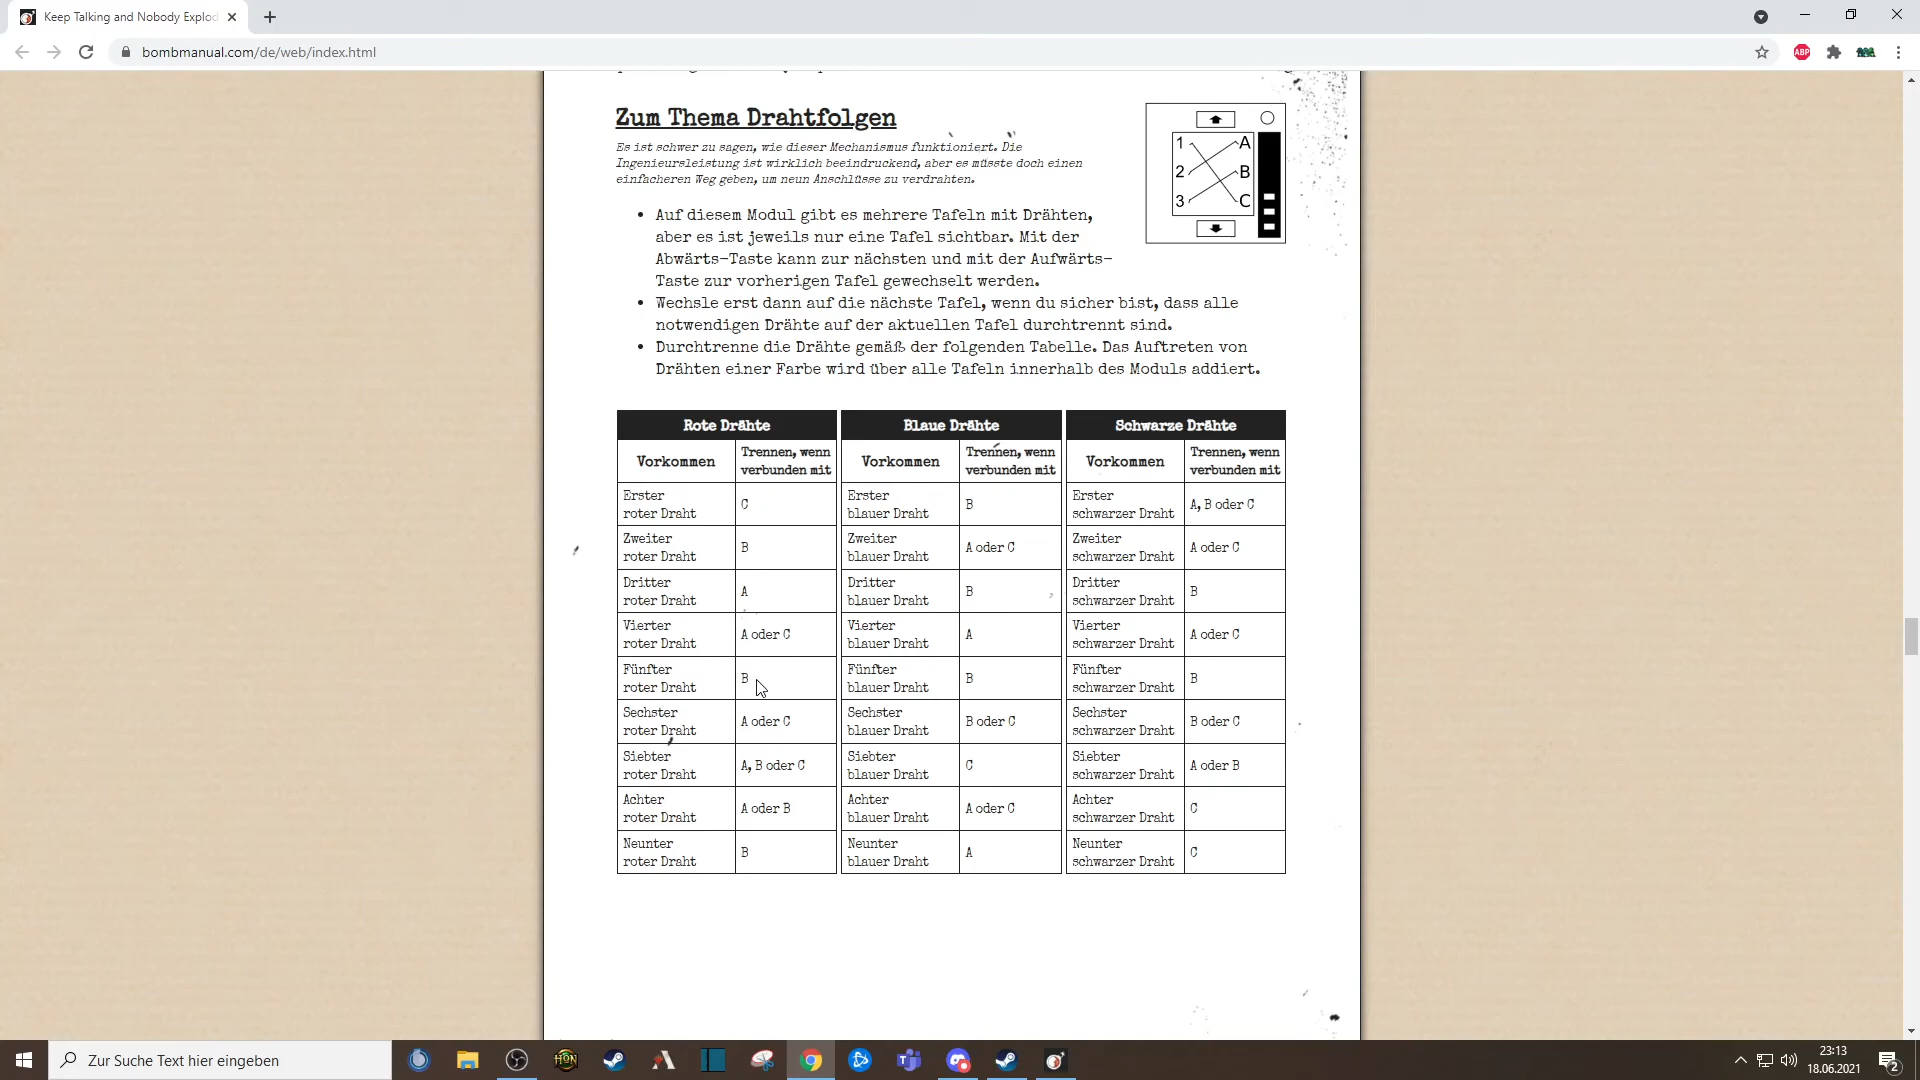 Keep Talking and Nobody Explod
bombmanual.com/de/web/index.html
ABP
Zum Thema Drahtfolgen
Es ist schwer zu sagen, wie dieser Mechanismus funktioniert. Die
Ingenieursleistung ist wirklich beeindruckend, aber es müsste doch einen
einfacheren Weg geben, um neun Anschlüsse zu verdrahten.
1 A
2 B
3 C
• Auf diesem Modul gibt es mehrere Tafeln mit Drähten,
aber es ist jeweils nur eine Tafel sichtbar. Mit der
Abwärts-Taste kann zur nächsten und mit der Aufwärts-
Taste zur vorherigen Tafel gewechselt werden.
• Wechsle erst dann auf die nächste Tafel, wenn du sicher bist, dass alle
notwendigen Drähte auf der aktuellen Tafel durchtrennt sind.
• Durchtrenne die Drähte gemäß der folgenden Tabelle. Das Auftreten von
Drähten einer Farbe wird über alle Tafeln innerhalb des Moduls addiert.
Rote Drähte
Vorkommen
Trennen, wenn
verbunden mit
Erster
roter Draht
C
Zweiter
roter Draht
B
Dritter
roter Draht
A
Vierter
roter Draht
A oder C
Fünfter
roter Draht
B
Sechster
roter Draht
A oder C
Siebter
roter Draht
A, B oder C
Achter
roter Draht
A oder B
Neunter
roter Draht
B
Blaue Drähte
Vorkommen
Trennen, wenn
verbunden mit
Erster
blauer Draht
B
Zweiter
blauer Draht
A oder C
Dritter
blauer Draht
B
Vierter
blauer Draht
A
Fünfter
blauer Draht
B
Sechster
blauer Draht
B oder C
Siebter
blauer Draht
C
Achter
blauer Draht
A oder C
Neunter
blauer Draht
A
Schwarze Drähte
Vorkommen
Trennen, wenn
verbunden mit
Erster
schwarzer Draht
A, B oder C
Zweiter
schwarzer Draht
A oder C
Dritter
schwarzer Draht
B
Vierter
schwarzer Draht
A oder C
Fünfter
schwarzer Draht
B
Sechster
schwarzer Draht
B oder C
Siebter
schwarzer Draht
A oder B
Achter
schwarzer Draht
C
Neunter
schwarzer Draht
C
Zur Suche Text hier eingeben
HON
23:13
18.06.2021
2